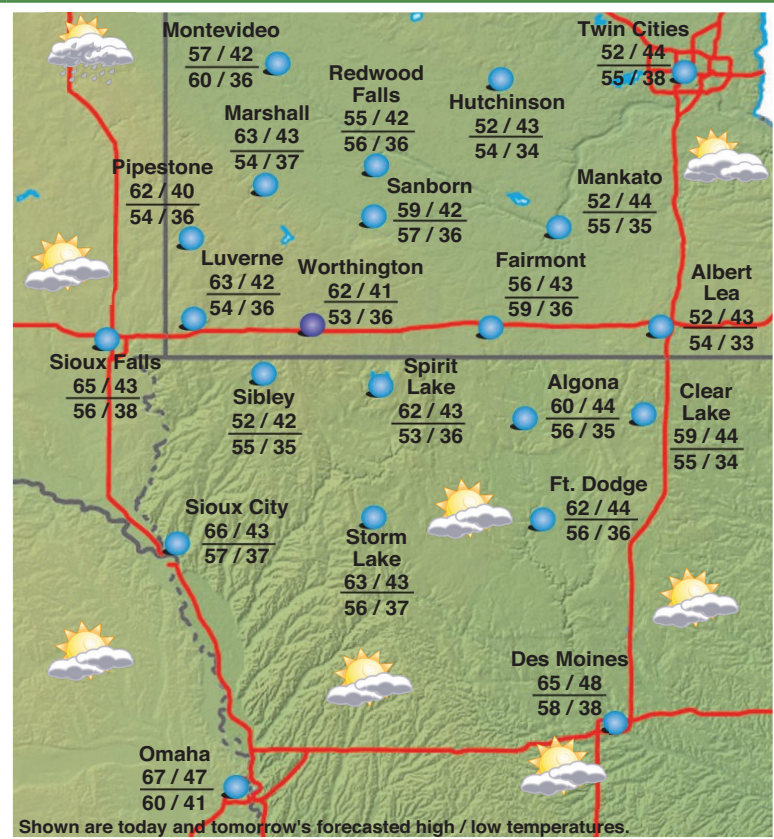 Montevideo
57 / 42
60 / 36
Twin Cities
52 / 44
55 / 38
Redwood
Falls
55 / 42
56 / 36
Hutchinson
52 / 43
54 / 34
Marshall
63 / 43
54 / 37
Pipestone
62 / 40
54 / 36
Sanborn
59 / 42
57 / 36
Mankato
52 / 44
55 / 35
Luverne
63 / 42
54 / 36
Worthington
62 / 41
53 / 36
Fairmont
56 / 43
59 / 36
Albert
Lea
52 / 43
54 / 33
Sioux Falls
65 / 43
56 / 38
Sibley
52 / 42
55 / 35
Spirit
Lake
62 / 43
53 / 36
Algona
60 / 44
56 / 35
Clear
Lake
59 / 44
55 / 34
Sioux City
66 / 43
57 / 37
Storm
Lake
63 / 43
56 / 37
Ft. Dodge
62 / 44
56 / 36
Des Moines
65 / 48
58 / 38
Omaha
67 / 47
60 / 41
Shown are today and tomorrow's forecasted high / low temperatures.